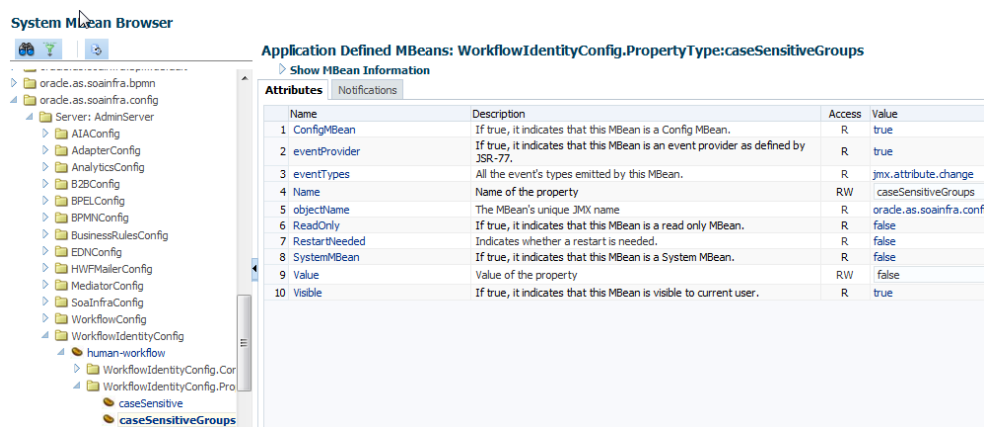 System MBean Browser
oracle.as.soainfra.bpmn
oracle.as.soainfra.config
Server: AdminServer
AIAConfig
AdapterConfig
AnalyticsConfig
B2BConfig
BPELConfig
BPMNConfig
BusinessRulesConfig
EDNConfig
HWFMailerConfig
MediatorConfig
SoaInfraConfig
WorkflowConfig
WorkflowIdentityConfig
human-workflow
WorkflowIdentityConfig.Cor
WorkflowIdentityConfig.Pro
caseSensitive
caseSensitiveGroups
Application Defined MBeans: WorkflowIdentityConfig.PropertyType:caseSensitiveGroups
Show MBean Information
Attributes Notifications
Name Description Access Value
1 ConfigMBean If true, it indicates that this MBean is a Config MBean. R true
2 eventProvider If true, it indicates that this MBean is an event provider as defined by JSR-77. R true
3 eventTypes All the event's types emitted by this MBean. R jmx.attribute.change
4 Name Name of the property RW caseSensitiveGroups
5 objectName The MBean's unique JMX name R oracle.as.soainfra.conf
6 ReadOnly If true, it indicates that this MBean is a read only MBean. R false
7 RestartNeeded Indicates whether a restart is needed. R false
8 SystemMBean If true, it indicates that this MBean is a System MBean. R false
9 Value Value of the property RW false
10 Visible If true, it indicates that this MBean is visible to current user. R true